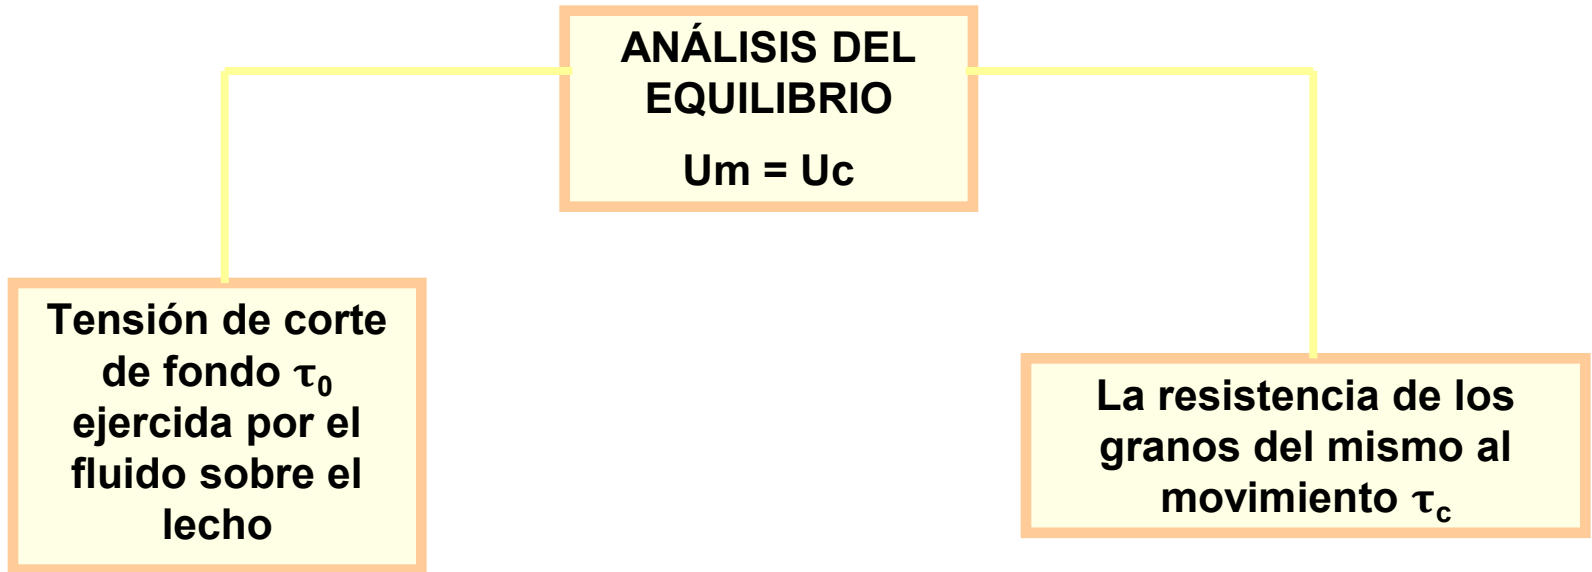 ANÁLISIS DEL
EQUILIBRIO
Um = Uc
Tensión de corte
de fondo τ₀
ejercida por el
fluido sobre el
lecho
La resistencia de los
granos del mismo al
movimiento τc